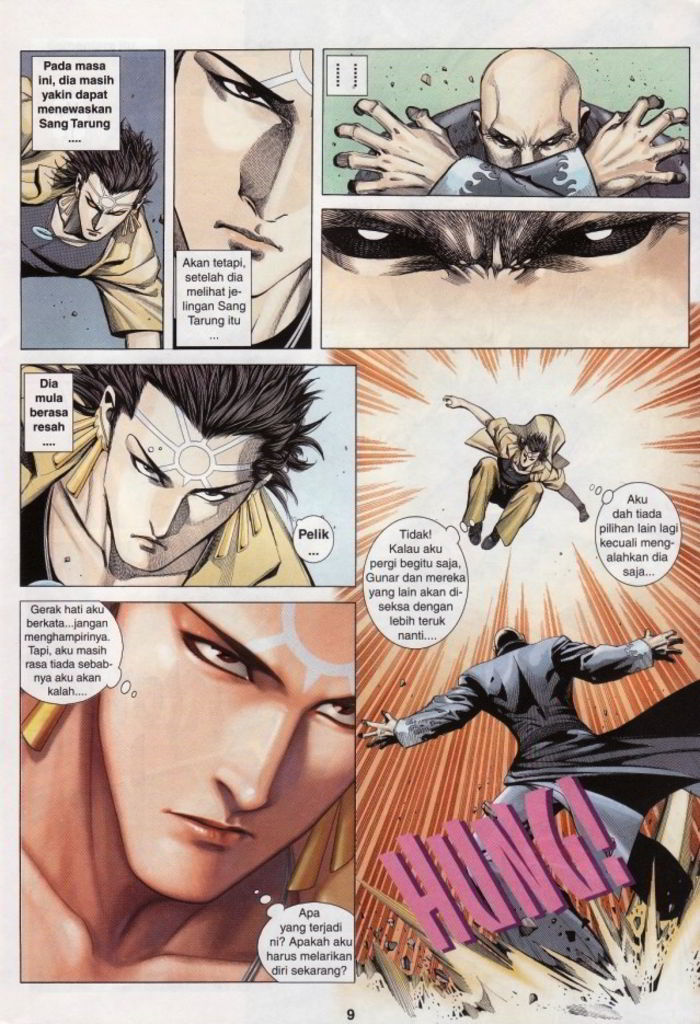 Pada masa
ini, dia masih
yakin dapat
menewaskan
Sang Tarung
....
Akan tetapi,
setelah dia
melihat je-
lingan Sang
Tarung itu
...
!!
Dia
mula
berasa
resah
....
Pelik
...
Aku
dah tiada
pilihan lain lagi
kecuali meng-
alahkan dia
saja...
Tidak!
Kalau aku
pergi begitu saja,
Gunar dan mereka
yang lain akan di-
seksa dengan
lebih teruk
nanti....
Gerak hati aku
berkata...jangan
menghampirinya.
Tapi, aku masih
rasa tiada sebab-
nya aku akan
kalah....
Apa
yang terjadi
ni? Apakah aku
harus melarikan
diri sekarang?
HUNG!
9